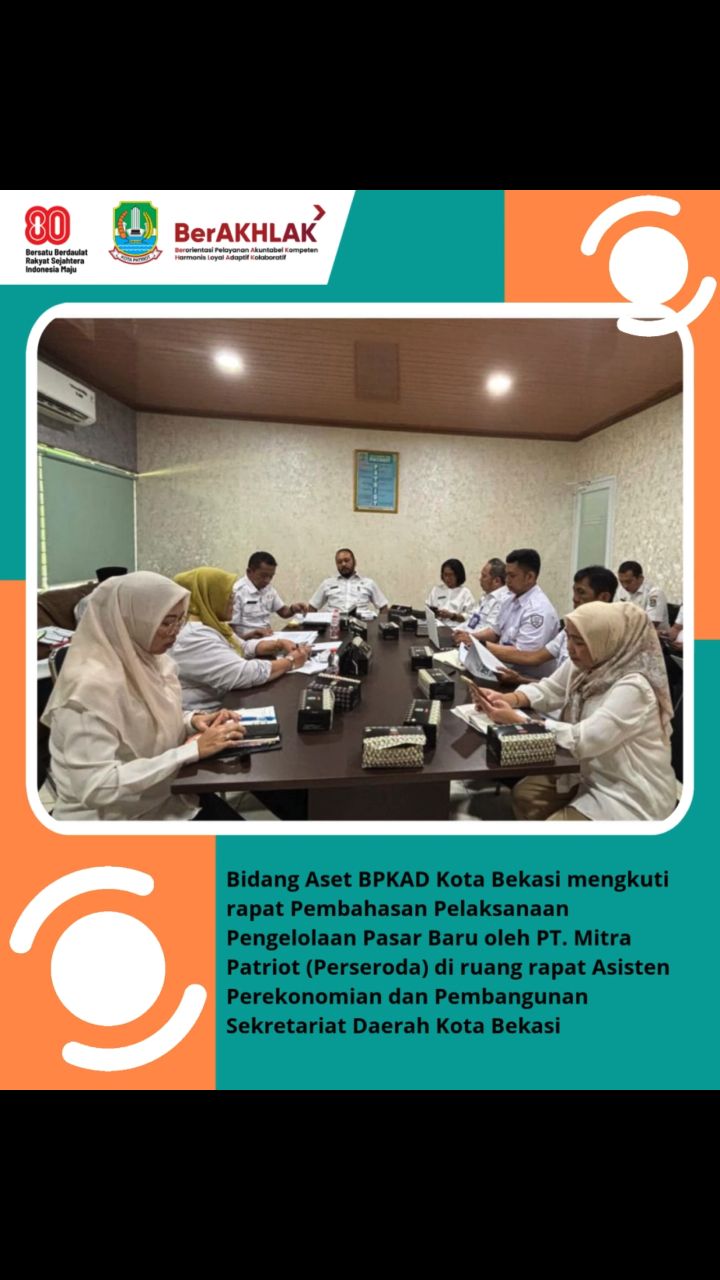 80
Bersatu Berdaulat
Rakyat Sejahtera
Indonesia Maju
KOTA PATRIOT
BerAKHLAK
Berorientasi Pelayanan Akuntabel Kompeten
Harmonis Loyal Adaptif Kolaboratif
Bidang Aset BPKAD Kota Bekasi mengkuti
rapat Pembahasan Pelaksanaan
Pengelolaan Pasar Baru oleh PT. Mitra
Patriot (Perseroda) di ruang rapat Asisten
Perekonomian dan Pembangunan
Sekretariat Daerah Kota Bekasi